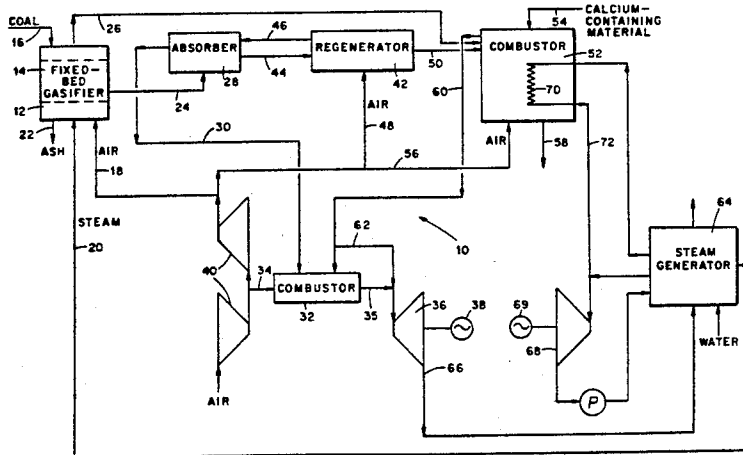 COAL
16
26
46
54
CALCIUM-
CONTAINING
MATERIAL
ABSORBER
REGENERATOR
COMBUSTOR
52
14
FIXED-
BED
GASIFIER
44
50
28
42
60
70
12
24
AIR
22
ASH
AIR
30
48
AIR
58
72
18
56
64
STEAM
20
62
10
STEAM
GENERATOR
40
34
COMBUSTOR
32
35
36
38
69
68
66
WATER
AIR
P